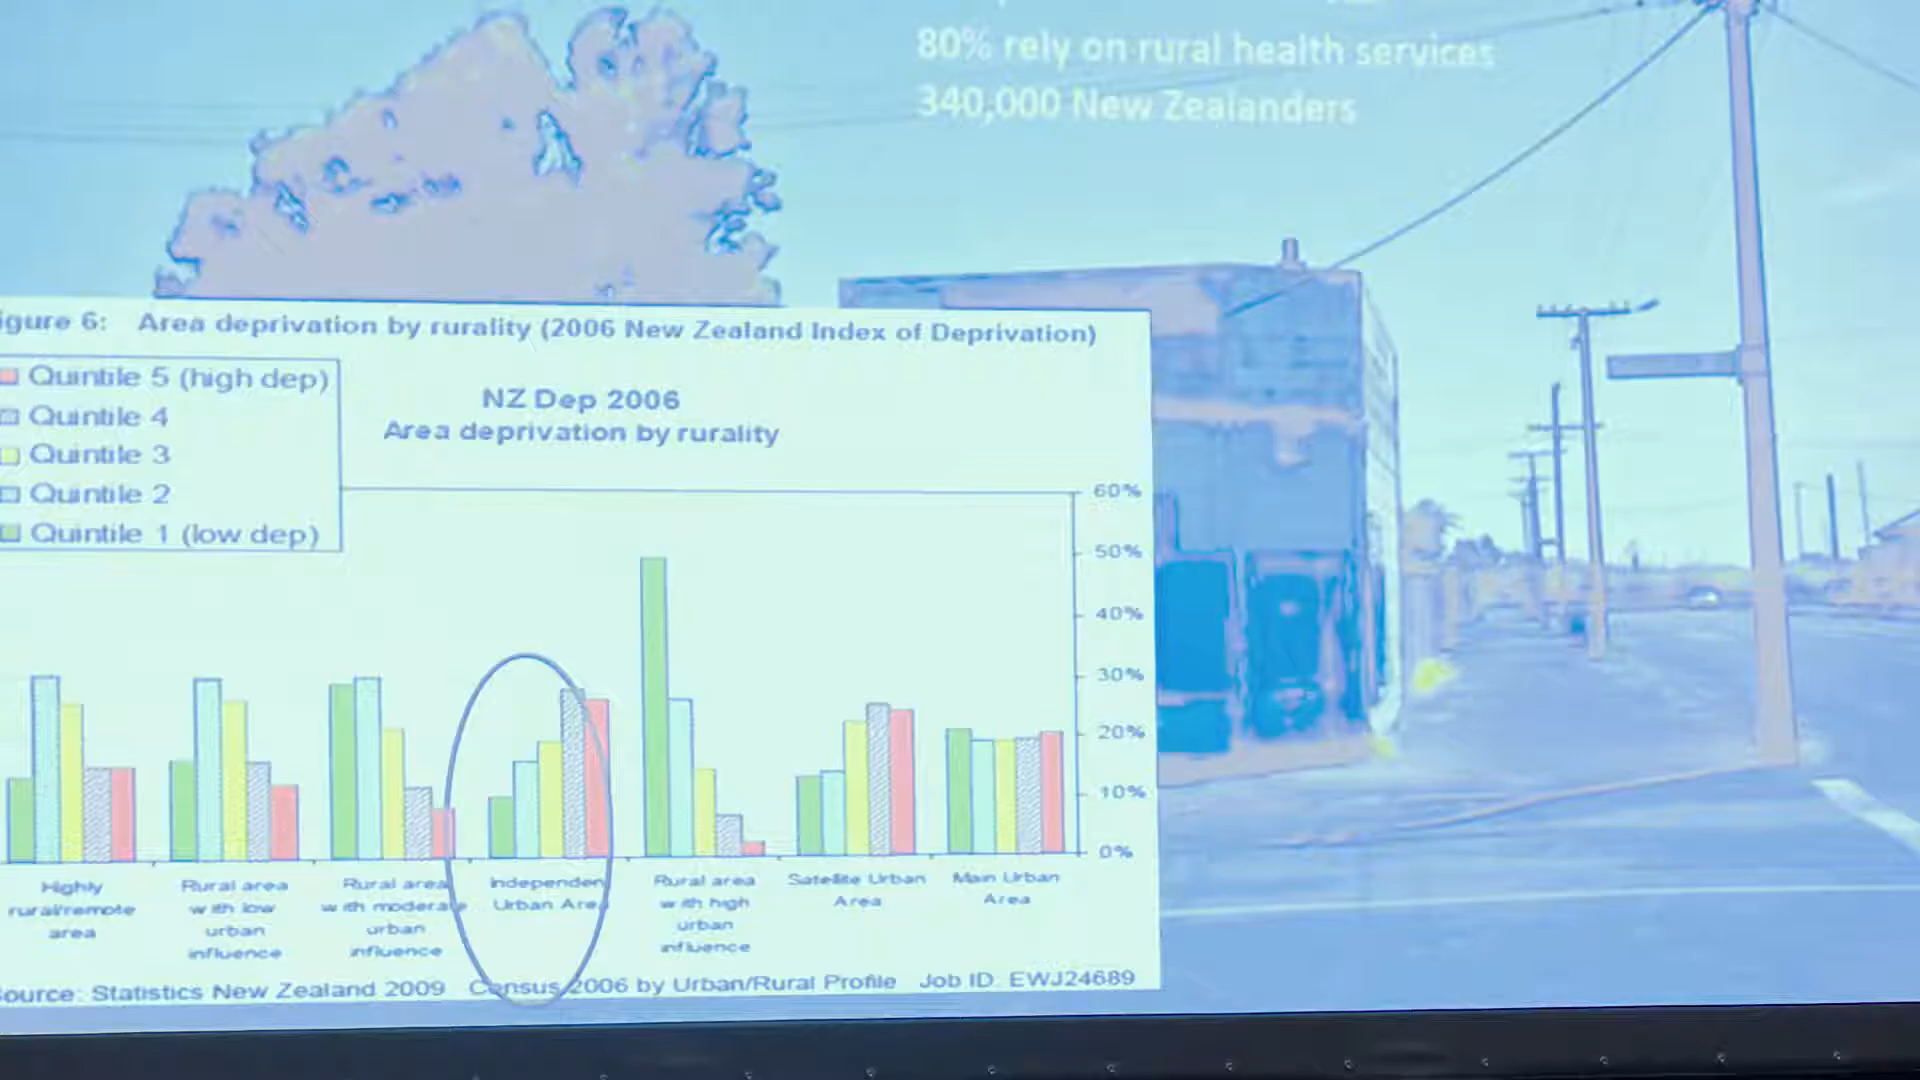 80% rely on rural health services
340,000 New Zealanders
igure 6: Area deprivation by rurality (2006 New Zealand Index of Deprivation)
Quintile 5 (high dep)
Quintile 4
Quintile 3
Quintile 2
Quintile 1 (low dep)
NZ Dep 2006
Area deprivation by rurality
60%
50%
40%
30%
20%
10%
0%
Highly
rural/remote
area
Rural area
with low
urban
influence
Rural area
with moderate
urban
influence
Independen
Urban Area
Rural area
with high
urban
influence
Satellite Urban
Area
Main Urban
Area
ource: Statistics New Zealand 2009 Census 2006 by Urban/Rural Profile Job ID: EWJ24689